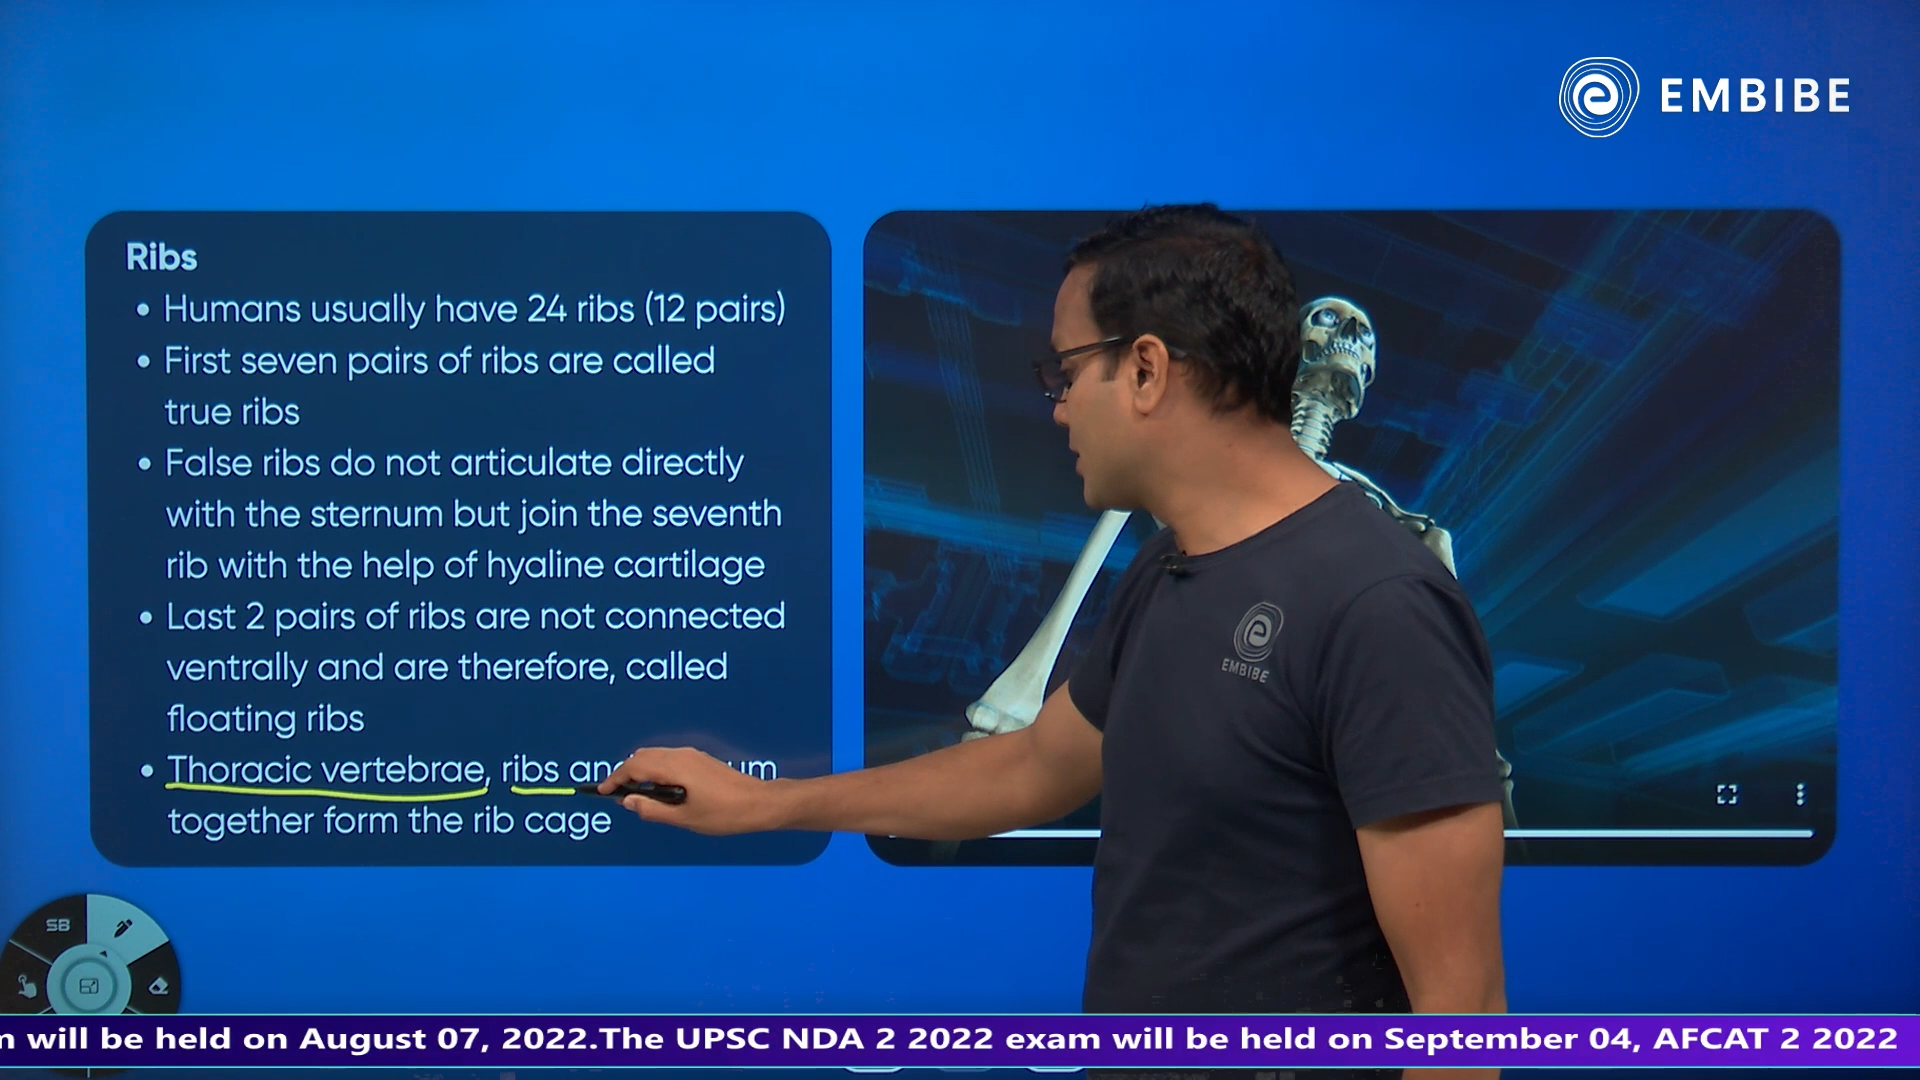 EMBIBE
Ribs
• Humans usually have 24 ribs (12 pairs)
• First seven pairs of ribs are called
true ribs
• False ribs do not articulate directly
with the sternum but join the seventh
rib with the help of hyaline cartilage
• Last 2 pairs of ribs are not connected
ventrally and are therefore, called
floating ribs
• Thoracic vertebrae, ribs and
together form the rib cage
EMBIBE
SB
will be held on August 07, 2022.The UPSC NDA 2 2022 exam will be held on September 04, AFCAT 2 2022